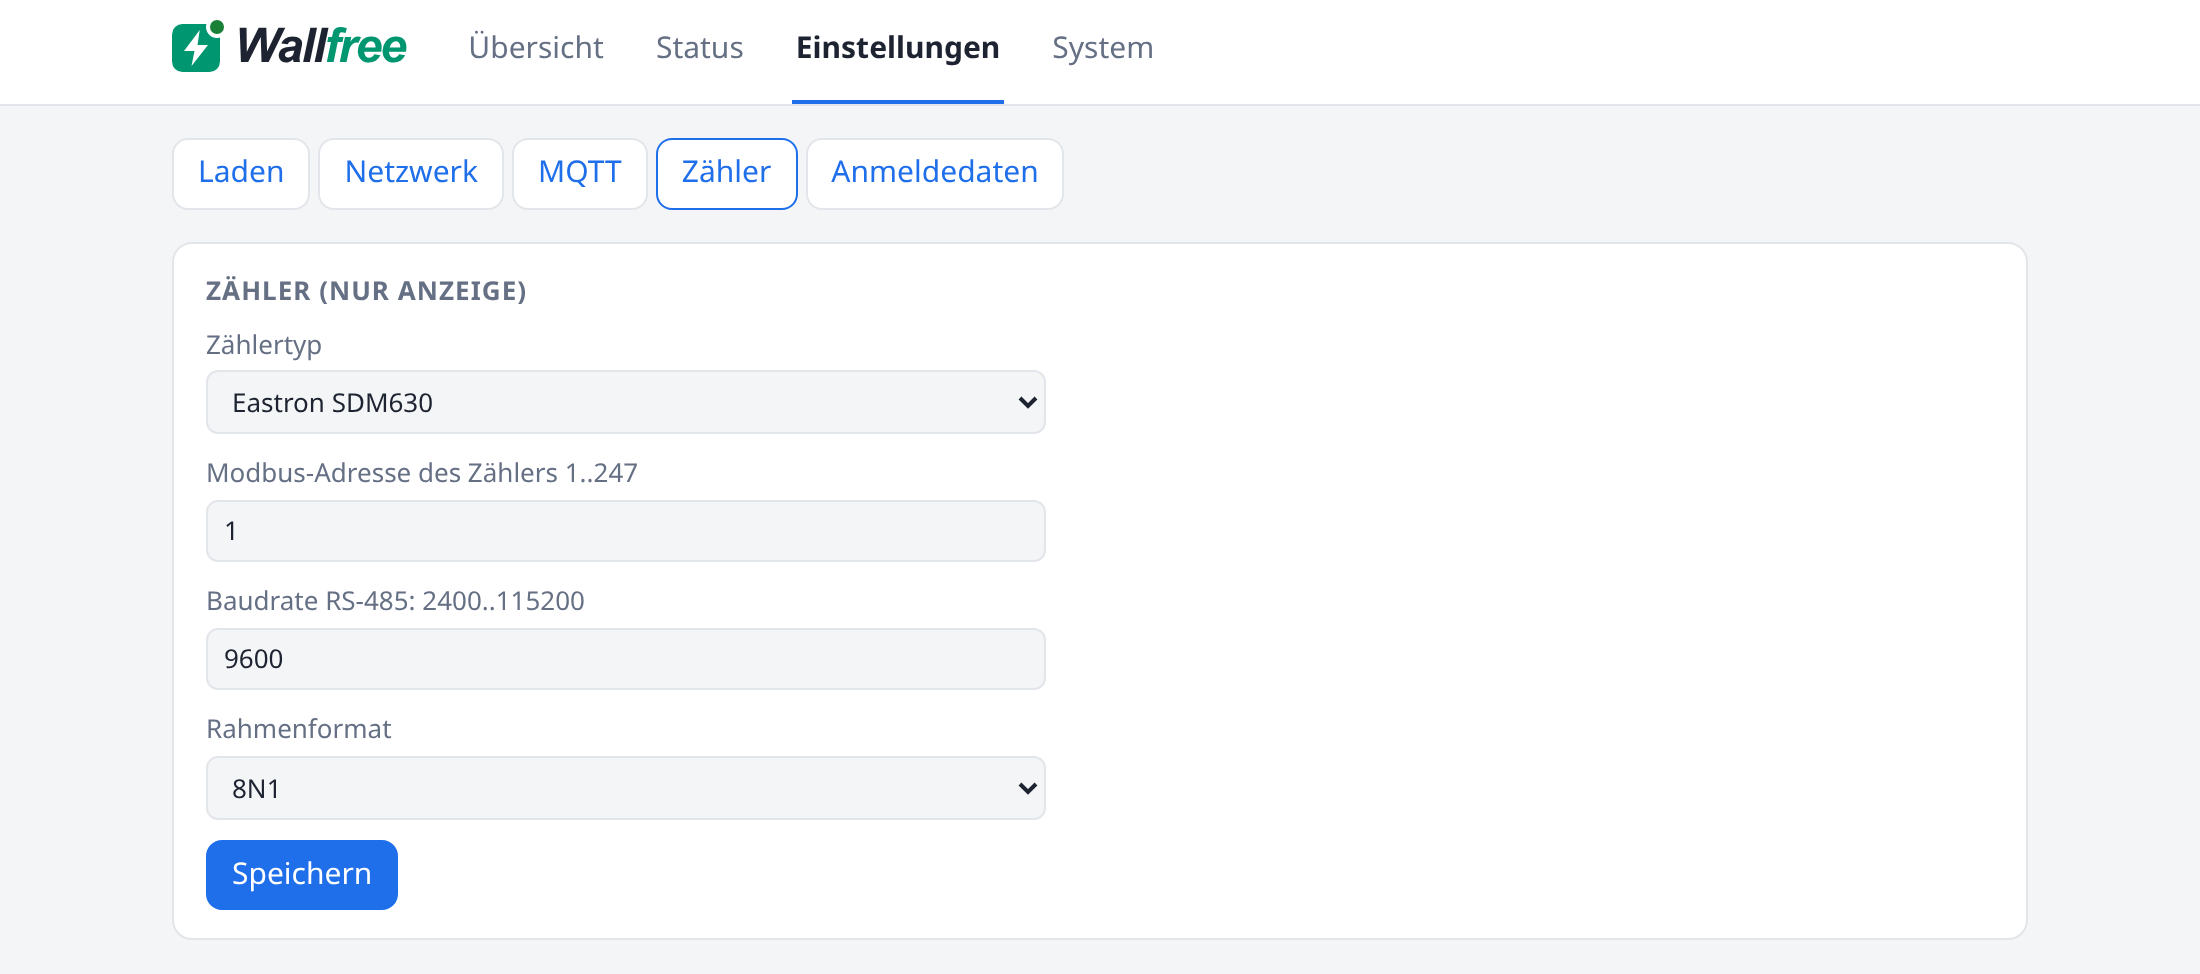 Wallfree Übersicht Status Einstellungen System
Laden Netzwerk MQTT Zähler Anmeldedaten
ZÄHLER (NUR ANZEIGE)
Zählertyp
Eastron SDM630
Modbus-Adresse des Zählers 1..247
1
Baudrate RS-485: 2400..115200
9600
Rahmenformat
8N1
Speichern